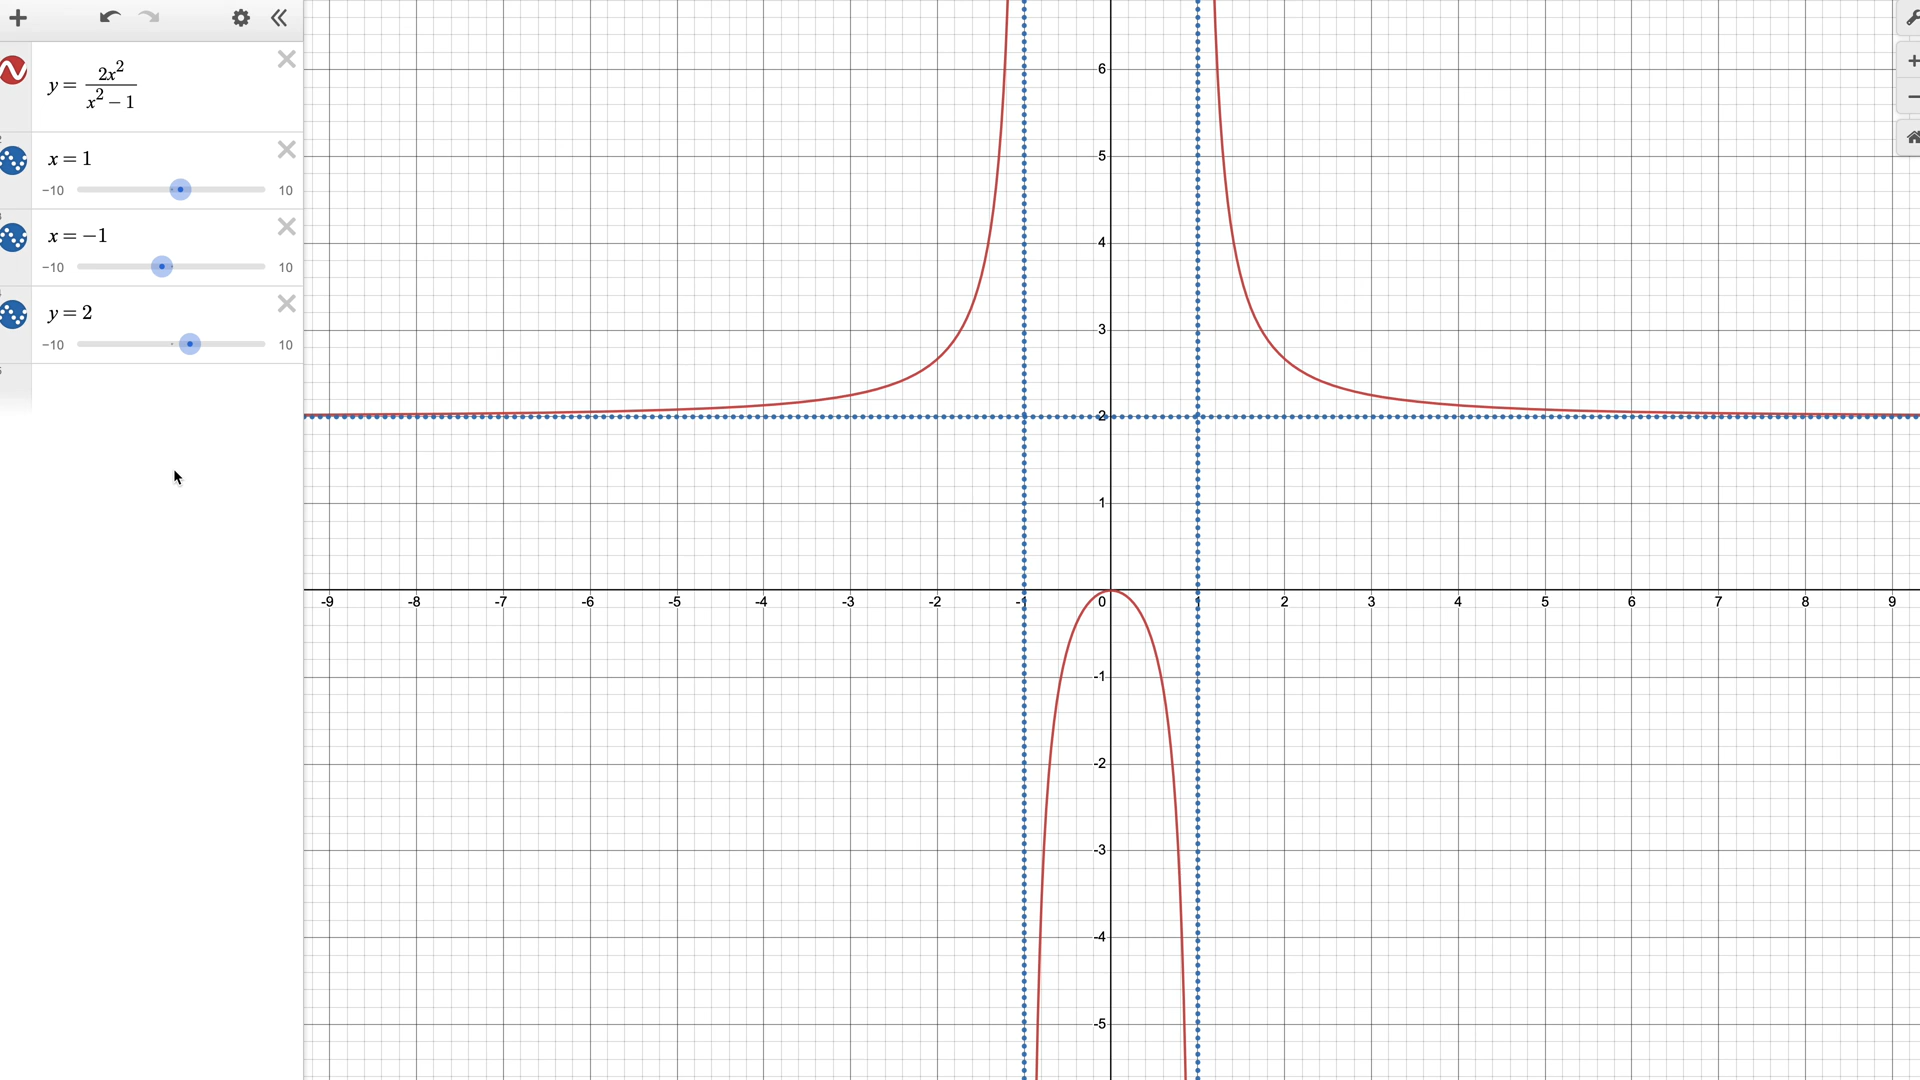 y = 2x² / x² − 1
x = 1
−10 10
x = −1
−10 10
y = 2
−10 10
6
5
4
3
2
1
-9 -8 -7 -6 -5 -4 -3 -2 -1 0 1 2 3 4 5 6 7 8 9
-1
-2
-3
-4
-5